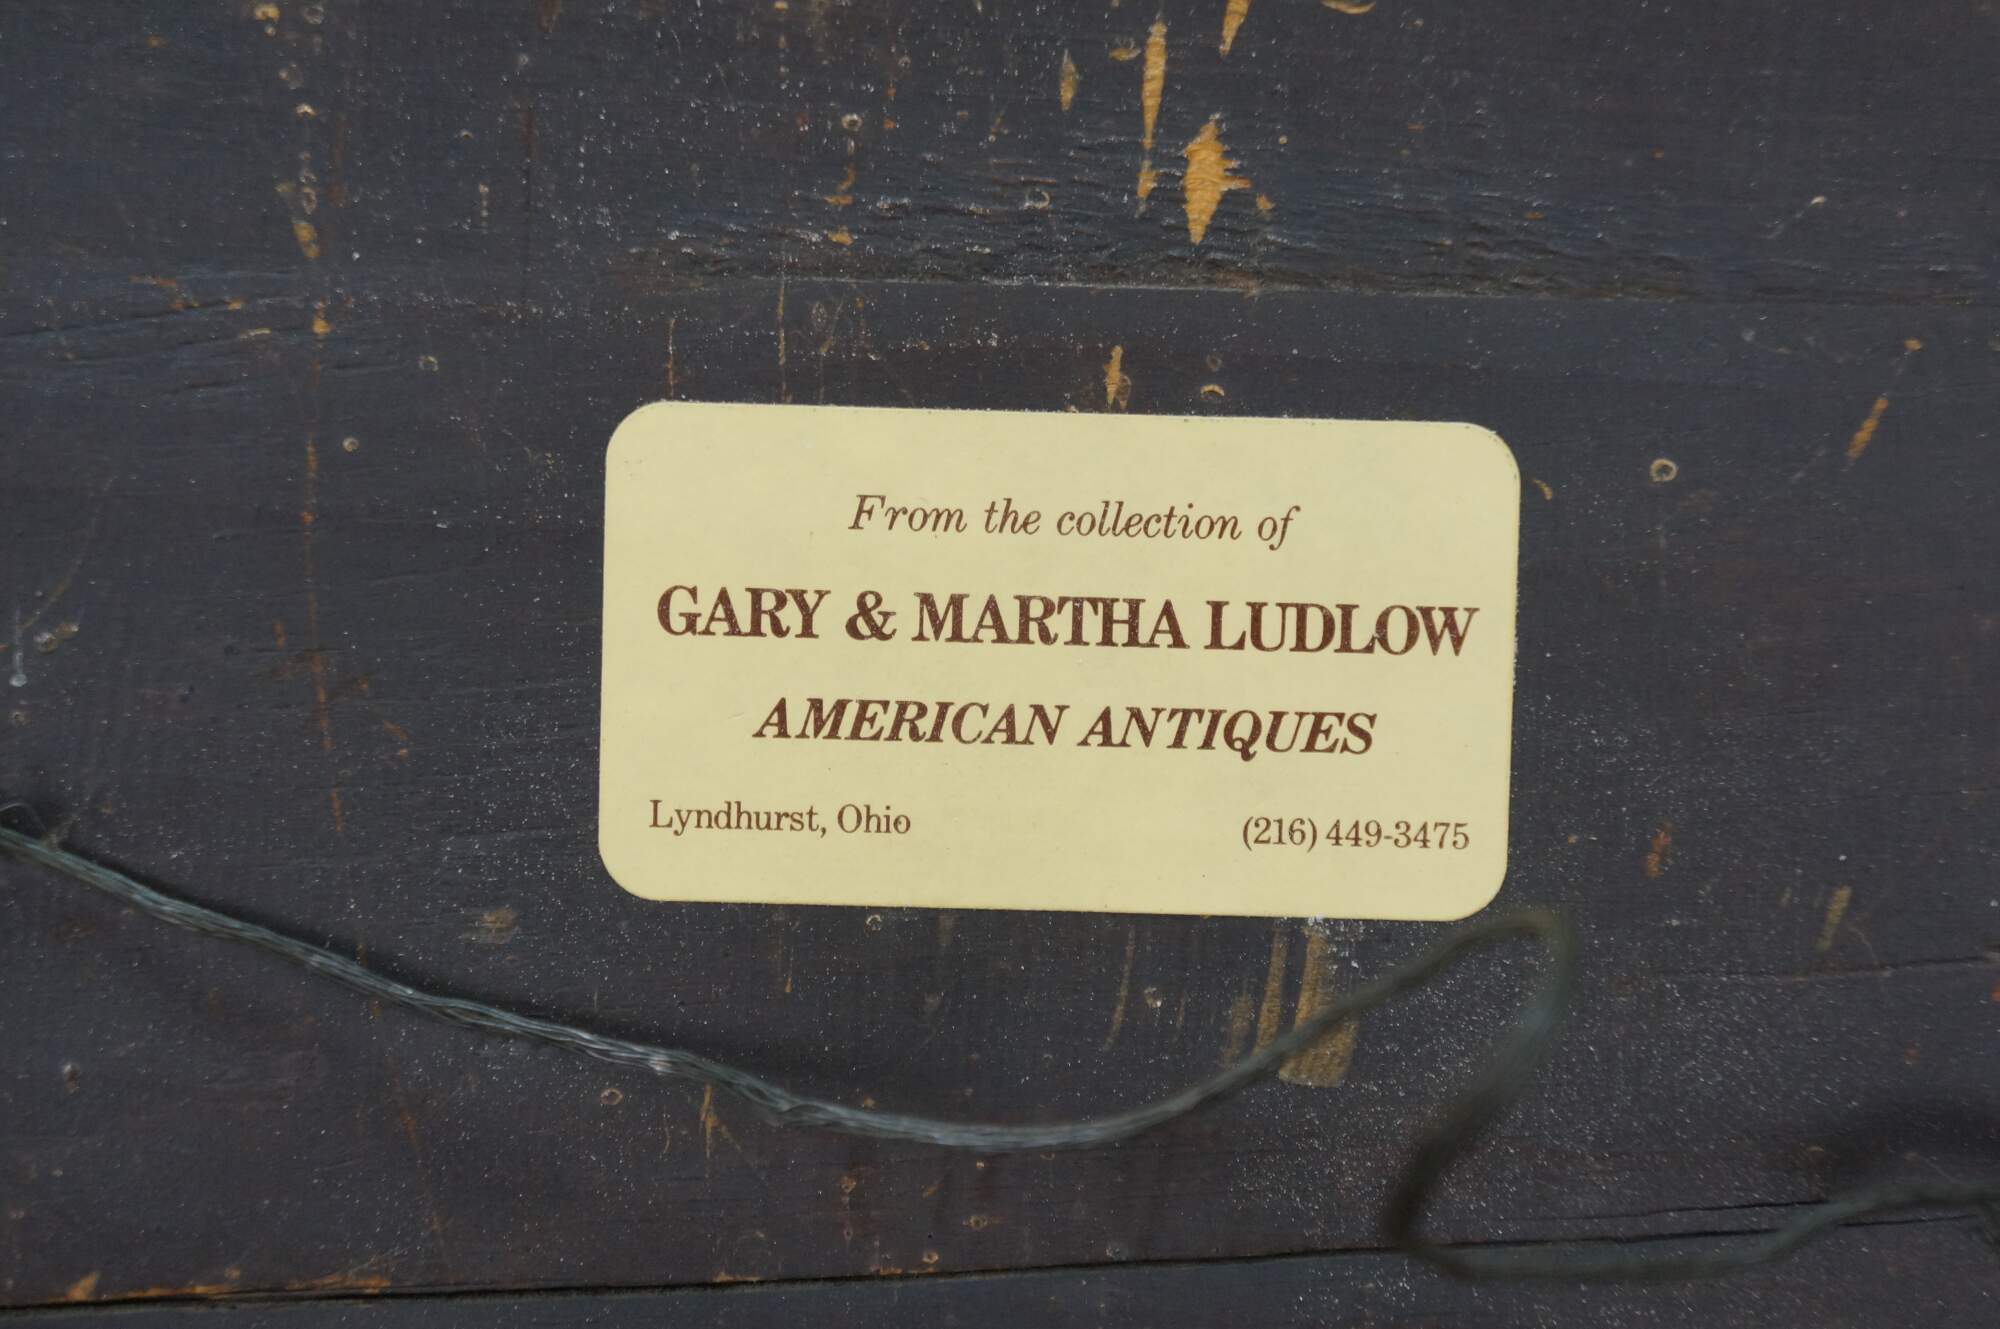 From the collection of
GARY & MARTHA LUDLOW
AMERICAN ANTIQUES
Lyndhurst, Ohio (216) 449-3475